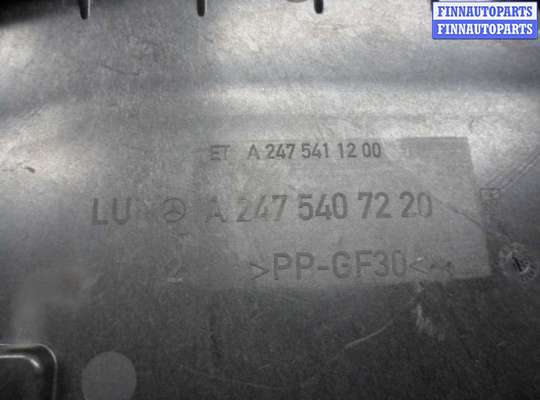 FINNAUTOPARTS
FINNAUTOPARTS
ET A 247 541 12 00
LU A 247 540 72 20
>PP-GF30<